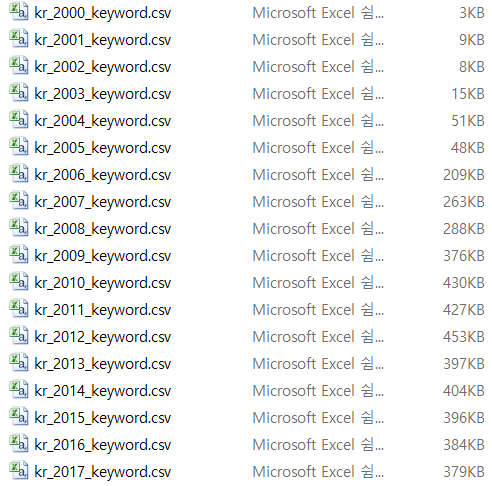 kr_2000_keyword.csv Microsoft Excel 쉼... 3KB
kr_2001_keyword.csv Microsoft Excel 쉼... 9KB
kr_2002_keyword.csv Microsoft Excel 쉼... 8KB
kr_2003_keyword.csv Microsoft Excel 쉼... 15KB
kr_2004_keyword.csv Microsoft Excel 쉼... 51KB
kr_2005_keyword.csv Microsoft Excel 쉼... 48KB
kr_2006_keyword.csv Microsoft Excel 쉼... 209KB
kr_2007_keyword.csv Microsoft Excel 쉼... 263KB
kr_2008_keyword.csv Microsoft Excel 쉼... 288KB
kr_2009_keyword.csv Microsoft Excel 쉼... 376KB
kr_2010_keyword.csv Microsoft Excel 쉼... 430KB
kr_2011_keyword.csv Microsoft Excel 쉼... 427KB
kr_2012_keyword.csv Microsoft Excel 쉼... 453KB
kr_2013_keyword.csv Microsoft Excel 쉼... 397KB
kr_2014_keyword.csv Microsoft Excel 쉼... 404KB
kr_2015_keyword.csv Microsoft Excel 쉼... 396KB
kr_2016_keyword.csv Microsoft Excel 쉼... 384KB
kr_2017_keyword.csv Microsoft Excel 쉼... 379KB